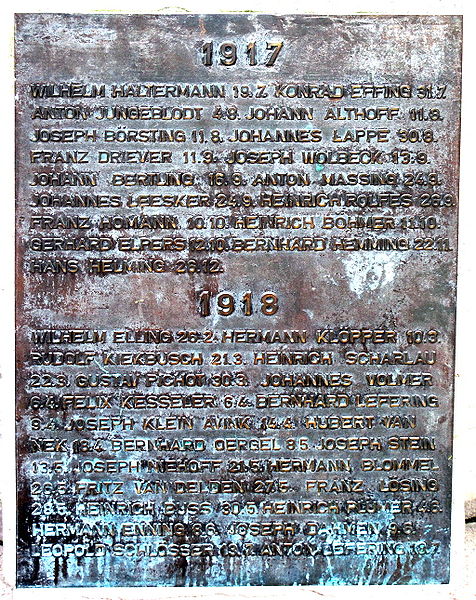 1917
WILHELM HALTERMANN 19.7. KONRAD EFFING 31.7.
ANTON JUNGEBLODT 4.8. JOHANN ALTHOFF 11.8.
JOSEPH BÖRSTING 11.8. JOHANNES LAPPE 30.8.
FRANZ DRIEVER 11.9. JOSEPH WOLBECK 13.9.
JOHANN BERTLING 16.9. ANTON MASSING 24.9.
JOHANNES LEESKER 24.9. HEINRICH ROLFES 26.9.
FRANZ HOMANN 10.10. HEINRICH BÖHMER 11.10.
GERHARD ELPERS 12.10. BERNHARD HEMMING 22.11.
HANS HELMING 26.12.
1918
WILHELM ELLING 26.2. HERMANN KLÖPPER 10.3.
RUDOLF KIEKBUSCH 21.3. HEINRICH SCHARLAU
22.3. GUSTAV PICHOT 30.3. JOHANNES WOLMER
6.4. FELIX KESSELER 6.4. BERNHARD LEFERING
9.4. JOSEPH KLEIN AVINK 14.4. HUBERT VAN
NEK 18.4. BERNHARD OERGEL 8.5. JOSEPH STEIN
13.5. JOSEPH NIEHOFF 21.5. HERMANN BLOMMEL
26.5. FRITZ VAN DELDEN 27.5. FRANZ LÖSING
28.5. HEINRICH BUSS 30.5. HEINRICH 4.6.
HERMANN ENNING 8.6. JOSEPH DAHMEN 9.6.
LEOPOLD SCHLOSSER ANTON LEFERING 18.7.